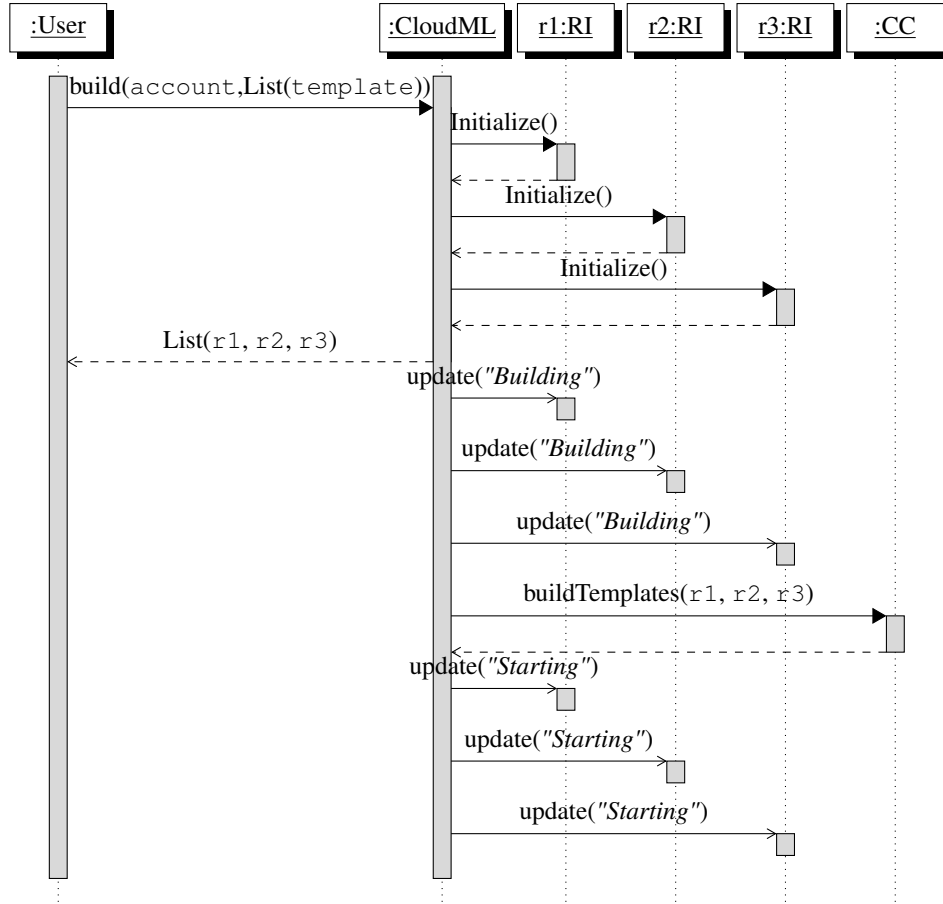 :User :CloudML r1:RI r2:RI r3:RI :CC
build(account,List(template))
Initialize()
Initialize()
Initialize()
List(r1, r2, r3)
update("Building")
update("Building")
update("Building")
buildTemplates(r1, r2, r3)
update("Starting")
update("Starting")
update("Starting")